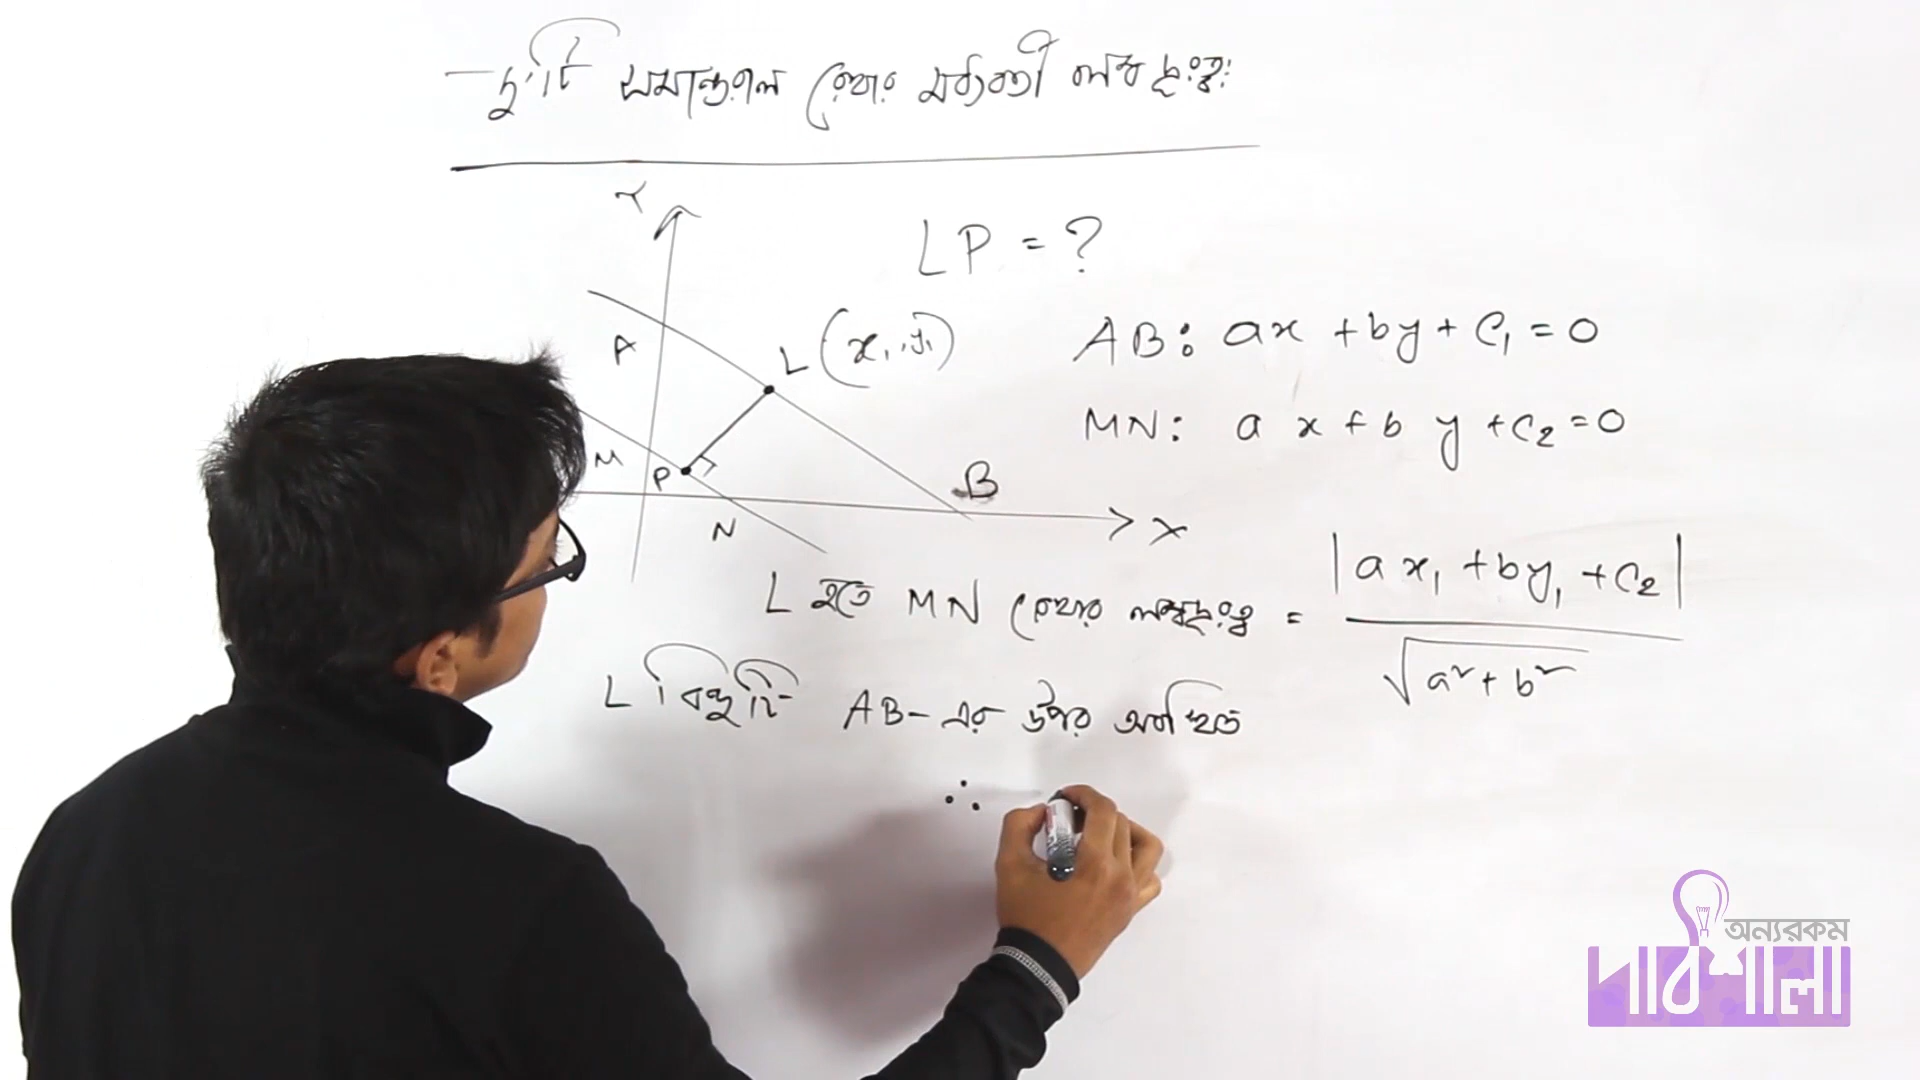 দুটি সমান্তরাল রেখার মধ্যবর্তী লম্ব দূরত্ব:
Y
LP = ?
A
L (x₁, y₁)
AB: ax + by + c₁ = 0
M
P
B
MN: ax + by + c₂ = 0
N
X
L হতে MN রেখার লম্বদূরত্ব = |ax₁ + by₁ + c₂| / √(a² + b²)
L বিন্দুটি AB-এর উপর অবস্থিত
∴
অন্যরকম
পাঠশালা